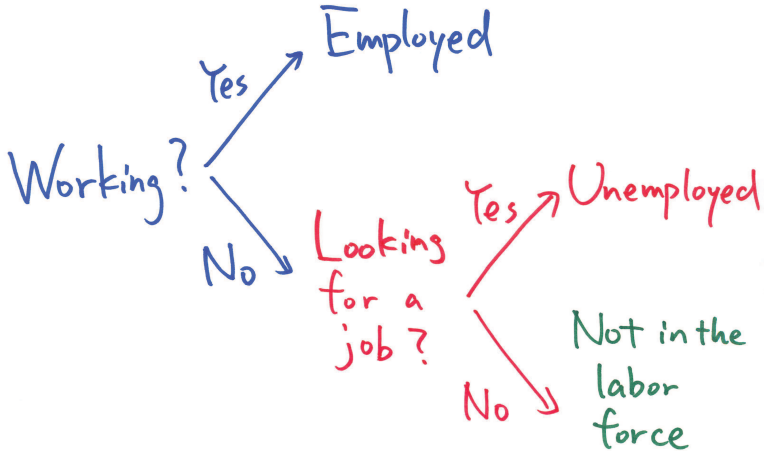 Employed
Yes
Working?
Yes
Unemployed
No
Looking
for a
job?
Not in the
labor
force
No